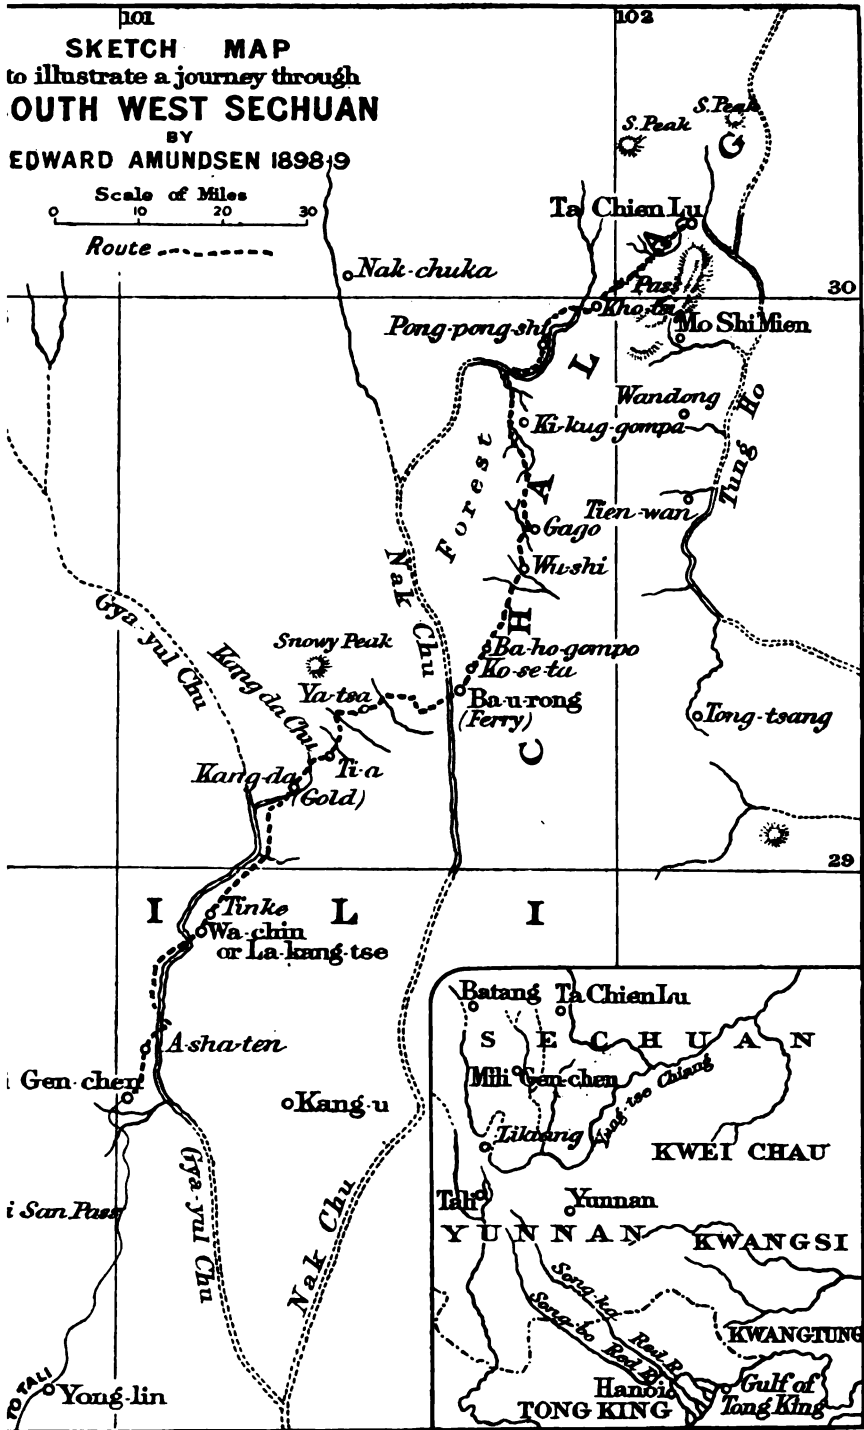 101
102
SKETCH MAP
to illustrate a journey through
OUTH WEST SECHUAN
BY
EDWARD AMUNDSEN 1898-9
Scale of Miles
0 10 20 30
Route
S. Peak
S. Peak
G
Ta Chien Lu
A
Nak-chuka
Pass
30
Kho-tsi
Pong-pong-shi
Mo Shi Mien
L
Wandong
Ho
Tung
Ki-kug-gompa
Forest
A
Tien-wan
Gago
Nak Chu
Wu-shi
Gya-yul Chu
H
Snowy Peak
Kang da Chu
Ba-ho-gompo
Ko-se-tu
Ya-tsa
Ba-u-rong
(Ferry)
Tong-tsang
C
Ti-a
Kang-da
(Gold)
29
I L I
Tinke
Wa-chin
or La-kang-tse
A-sha-ten
i Gen-chen
Kang-u
i San Pass
Gya-yul Chu
Nak Chu
TO TALI
Yong-lin
Batang
Ta Chien Lu
SECHUAN
Mili Gen-chen
Yung-tse Chiang
Likiang
KWEI CHAU
Tali
Yunnan
YUNNAN
KWANGSI
Song-ka
Song-bo
Red R.
Red R.
KWANGTUNG
Hanoi
Gulf of
Tong King
TONG KING